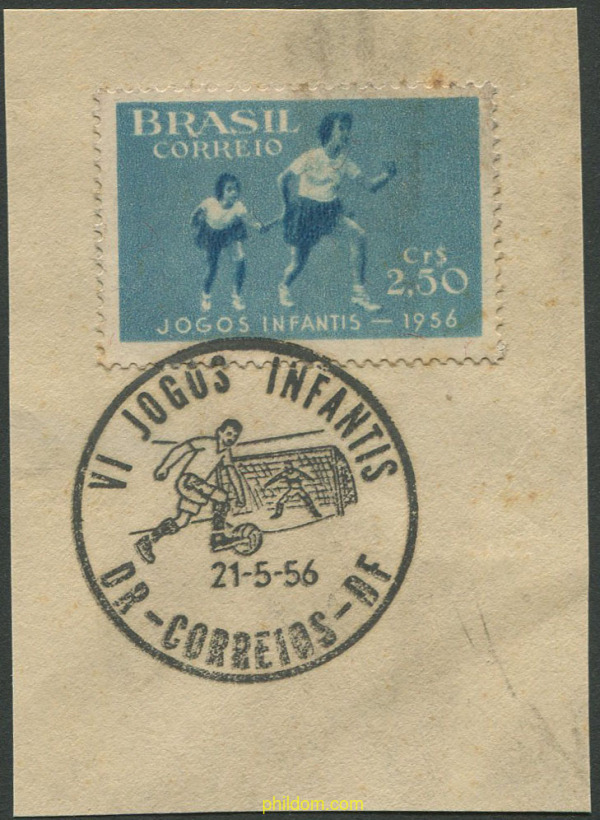 BRASIL
CORREIO
Cr$
2,50
JOGOS INFANTIS — 1956
VI JOGOS INFANTIS
21-5-56
DR-CORREIOS-DF
phildom.com